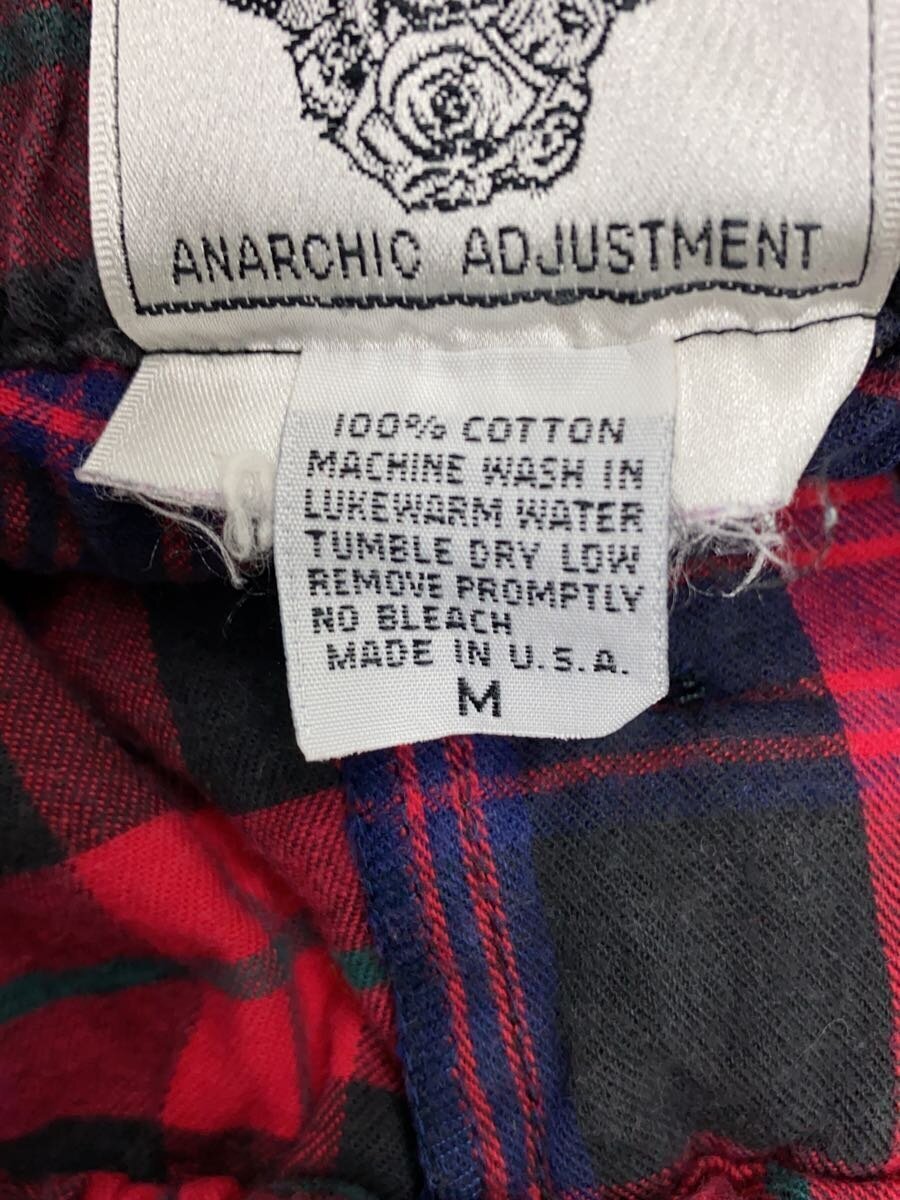 ANARCHIC ADJUSTMENT
100% COTTON
MACHINE WASH IN
LUKEWARM WATER
TUMBLE DRY LOW
REMOVE PROMPTLY
NO BLEACH
MADE IN U.S.A.
M